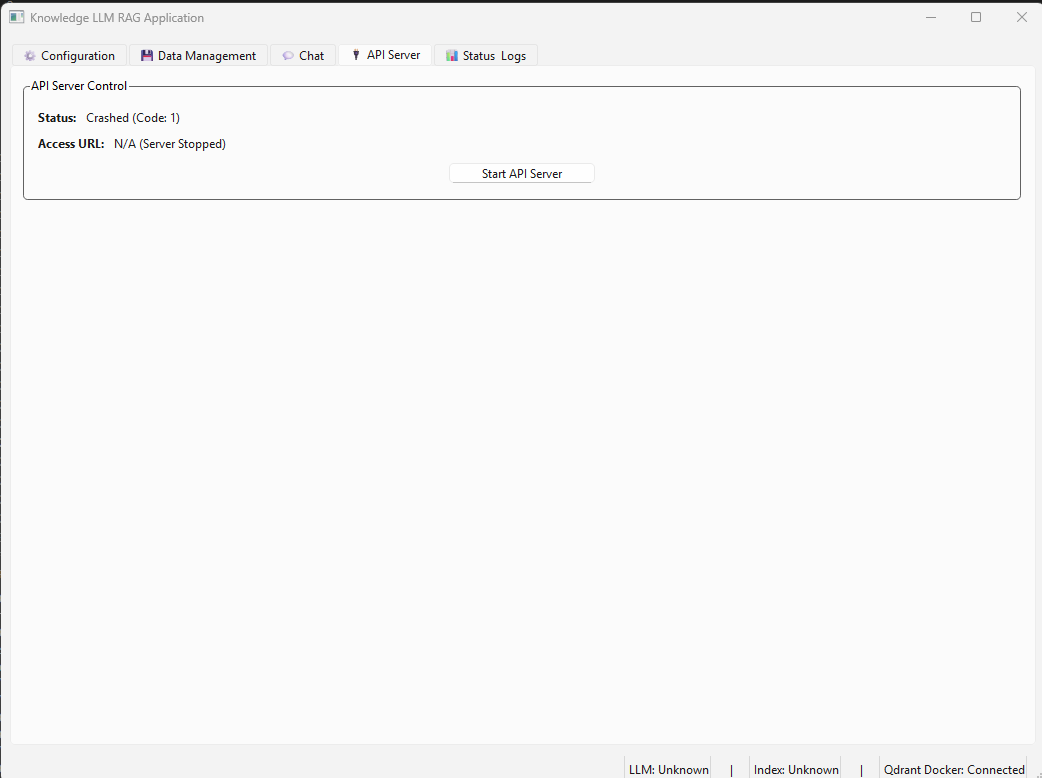 Knowledge LLM RAG Application
Configuration Data Management Chat API Server Status Logs
API Server Control
Status: Crashed (Code: 1)
Access URL: N/A (Server Stopped)
Start API Server
LLM: Unknown | Index: Unknown | Qdrant Docker: Connected